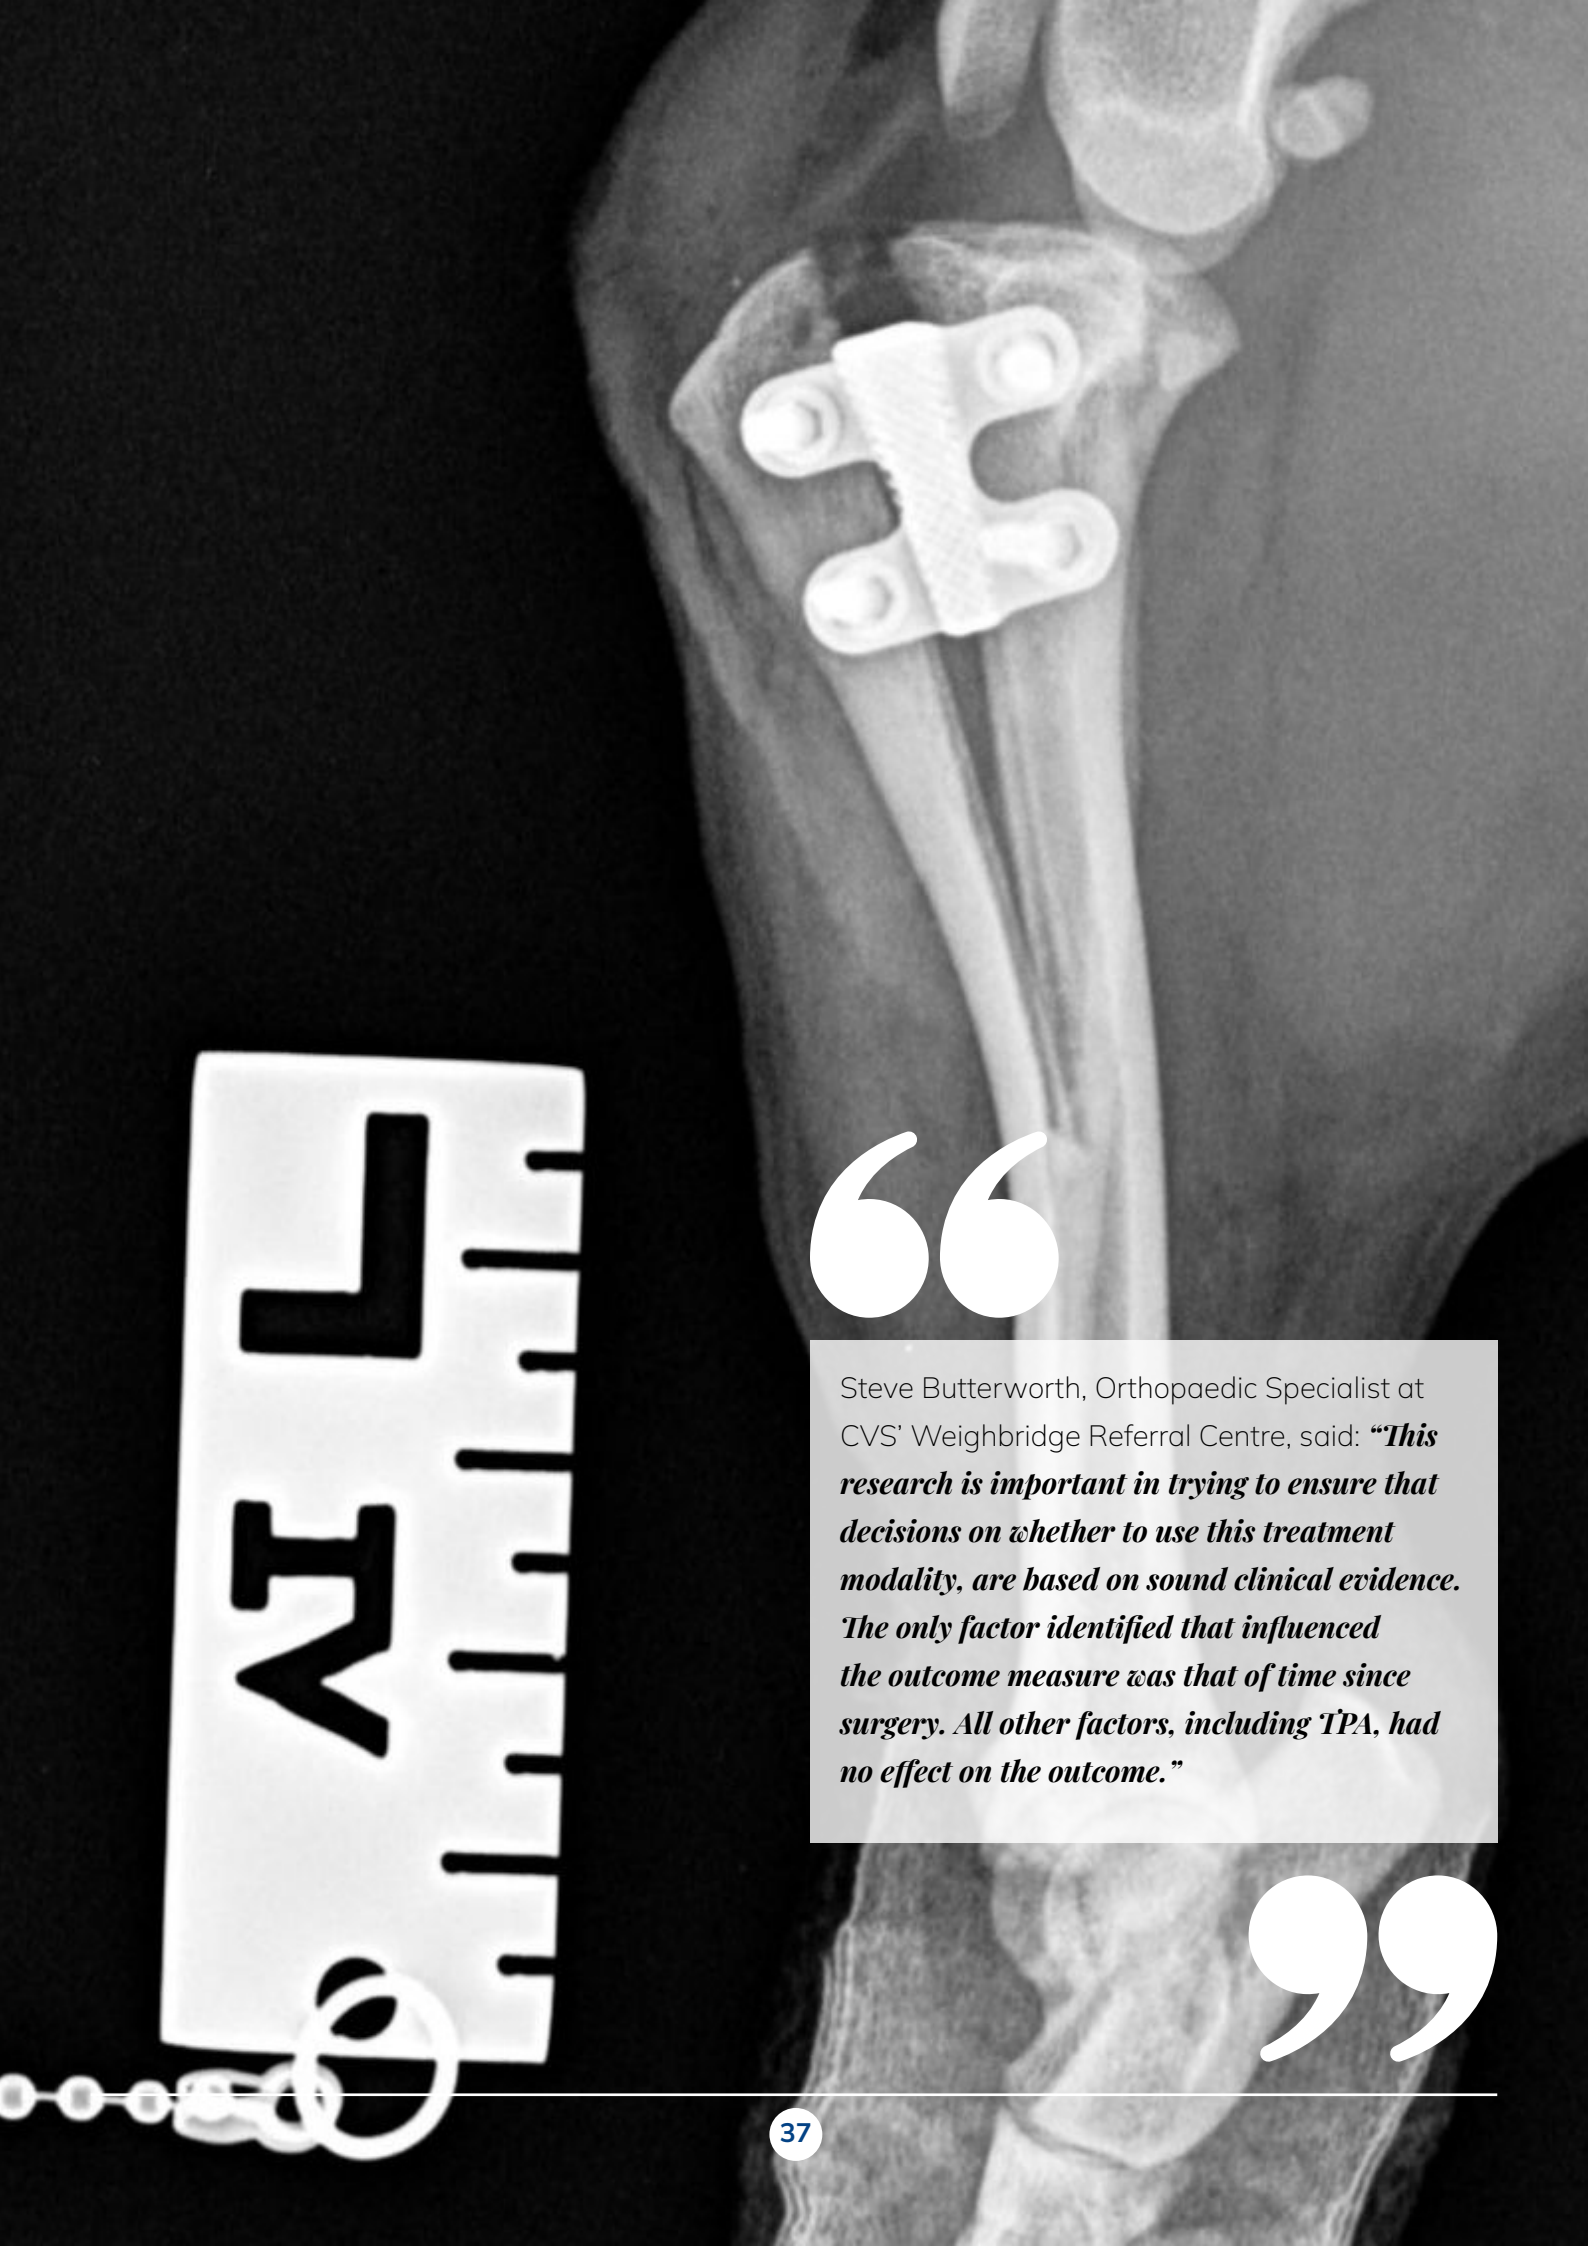 L
IV
Steve Butterworth, Orthopaedic Specialist at
CVS’ Weighbridge Referral Centre, said: “This
research is important in trying to ensure that
decisions on whether to use this treatment
modality, are based on sound clinical evidence.
The only factor identified that influenced
the outcome measure was that of time since
surgery. All other factors, including TPA, had
no effect on the outcome.”
37